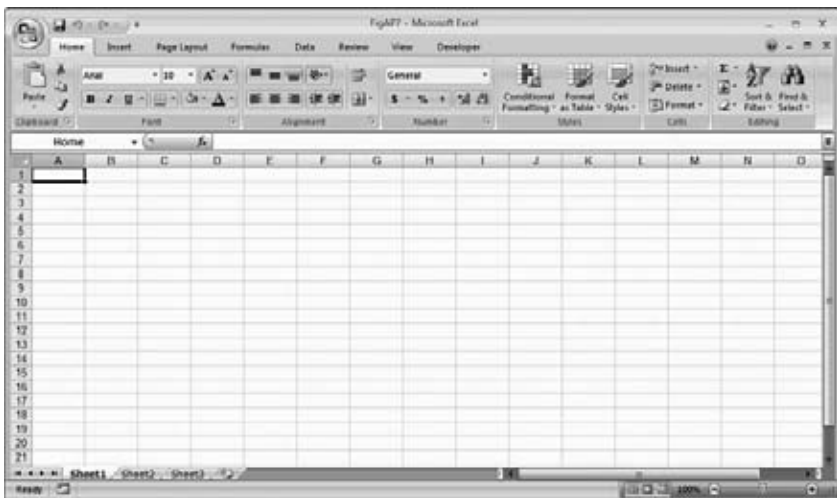 FigAPP - Microsoft Excel
Home Insert Page Layout Formulas Data Review View Developer
Paste
Arial 10
General
Conditional Formatting
Format as Table
Cell Styles
Insert
Delete
Format
Sort & Filter
Find & Select
Clipboard Font Alignment Number Styles Cells Editing
Home fx
A B C D E F G H I J K L M N O
1
2
3
4
5
6
7
8
9
10
11
12
13
14
15
16
17
18
19
20
21
Sheet1 Sheet2 Sheet3
Ready 100%